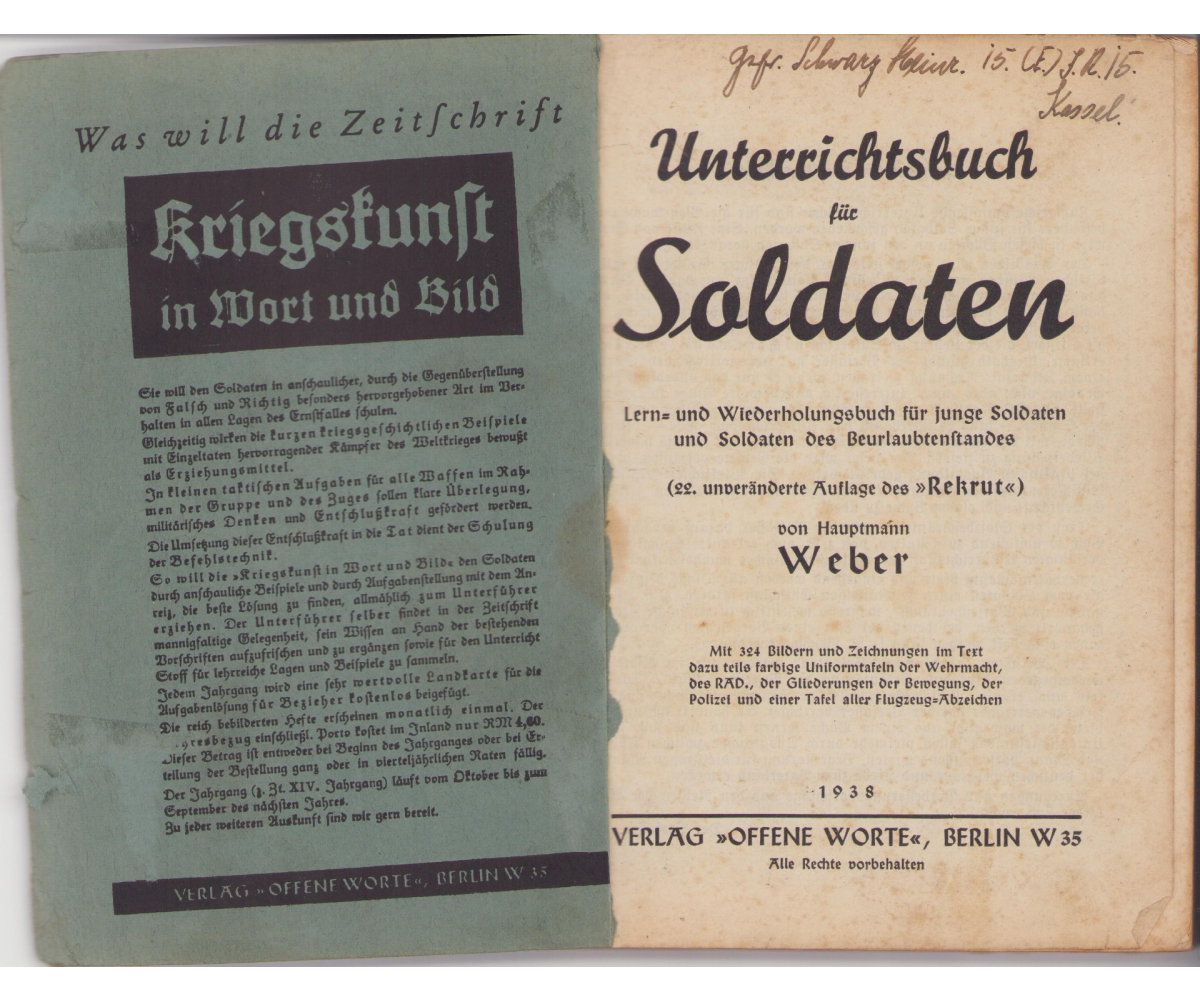 Was will die Zeitſchrift
Kriegskunſt
in Wort und Bild
Sie will den Soldaten in anſchaulicher, durch die Gegenüberſtellung
von Falſch und Richtig beſonders hervorgehobener Art im Ver-
halten in allen Lagen des Ernſtfalles ſchulen.
Gleichzeitig wirken die kurzen kriegsgeſchichtlichen Beiſpiele
mit Einzeltaten hervorragender Kämpfer des Weltkrieges bewußt
als Erziehungsmittel.
In kleinen taktiſchen Aufgaben für alle Waffen im Rah-
men der Gruppe und des Zuges ſollen klare Überlegung,
militäriſches Denken und Entſchlußkraft gefördert werden.
Die Umſetzung dieſer Entſchlußkraft in die Tat dient der Schulung
der Befehlstechnik.
So will die »Kriegskunſt in Wort und Bild« den Soldaten
durch anſchauliche Beiſpiele und durch Aufgabenſtellung mit dem An-
reiz, die beſte Löſung zu finden, allmählich zum Unterführer
erziehen. Der Unterführer ſelber findet in der Zeitſchrift
mannigfaltige Gelegenheit, ſein Wiſſen an Hand der beſtehenden
Vorſchriften aufzufriſchen und zu ergänzen ſowie für den Unterricht
Stoff für lehrreiche Lagen und Beiſpiele zu ſammeln.
Jedem Jahrgang wird eine ſehr wertvolle Landkarte für die
Aufgabenlöſung für Bezieher koſtenlos beigefügt.
Die reich bebilderten Hefte erſcheinen monatlich einmal. Der
resbezug einſchließl. Porto koſtet im Inland nur RM 4,60.
Dieſer Betrag iſt entweder bei Beginn des Jahrganges oder bei Er-
teilung der Beſtellung ganz oder in vierteljährlichen Raten fällig.
Der Jahrgang (z. Zt. XIV. Jahrgang) läuft vom Oktober bis zum
September des nächſten Jahres.
Zu jeder weiteren Auskunft ſind wir gern bereit.
VERLAG »OFFENE WORTE«, BERLIN W 35
Gefr. Schwarz Heinr. 15. (E.) J.R. 15.
Kassel.
Unterrichtsbuch
für
Soldaten
Lern= und Wiederholungsbuch für junge Soldaten
und Soldaten des Beurlaubtenſtandes
(22. unveränderte Auflage des »Rekrut«)
von Hauptmann
Weber
Mit 324 Bildern und Zeichnungen im Text
dazu teils farbige Uniformtafeln der Wehrmacht,
des RAD., der Gliederungen der Bewegung, der
Polizei und einer Tafel aller Flugzeug=Abzeichen
1938
VERLAG »OFFENE WORTE«, BERLIN W 35
Alle Rechte vorbehalten